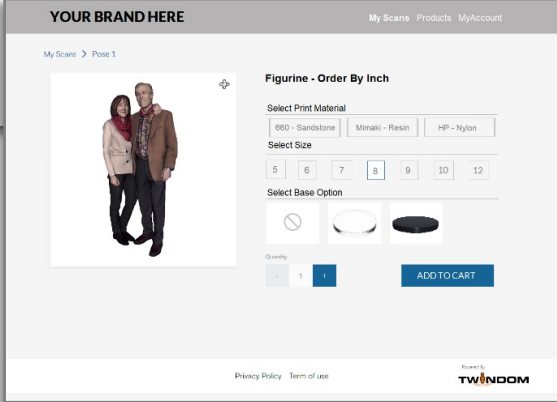 YOUR BRAND HERE
My Scans Products MyAccount
My Scans > Pose 1
Figurine - Order By Inch
Select Print Material
660 - Sandstone Mimaki - Resin HP - Nylon
Select Size
5 6 7 8 9 10 12
Select Base Option
Quantity
- 1 +
ADD TO CART
Privacy Policy Term of use
Powered By
TWINDOM